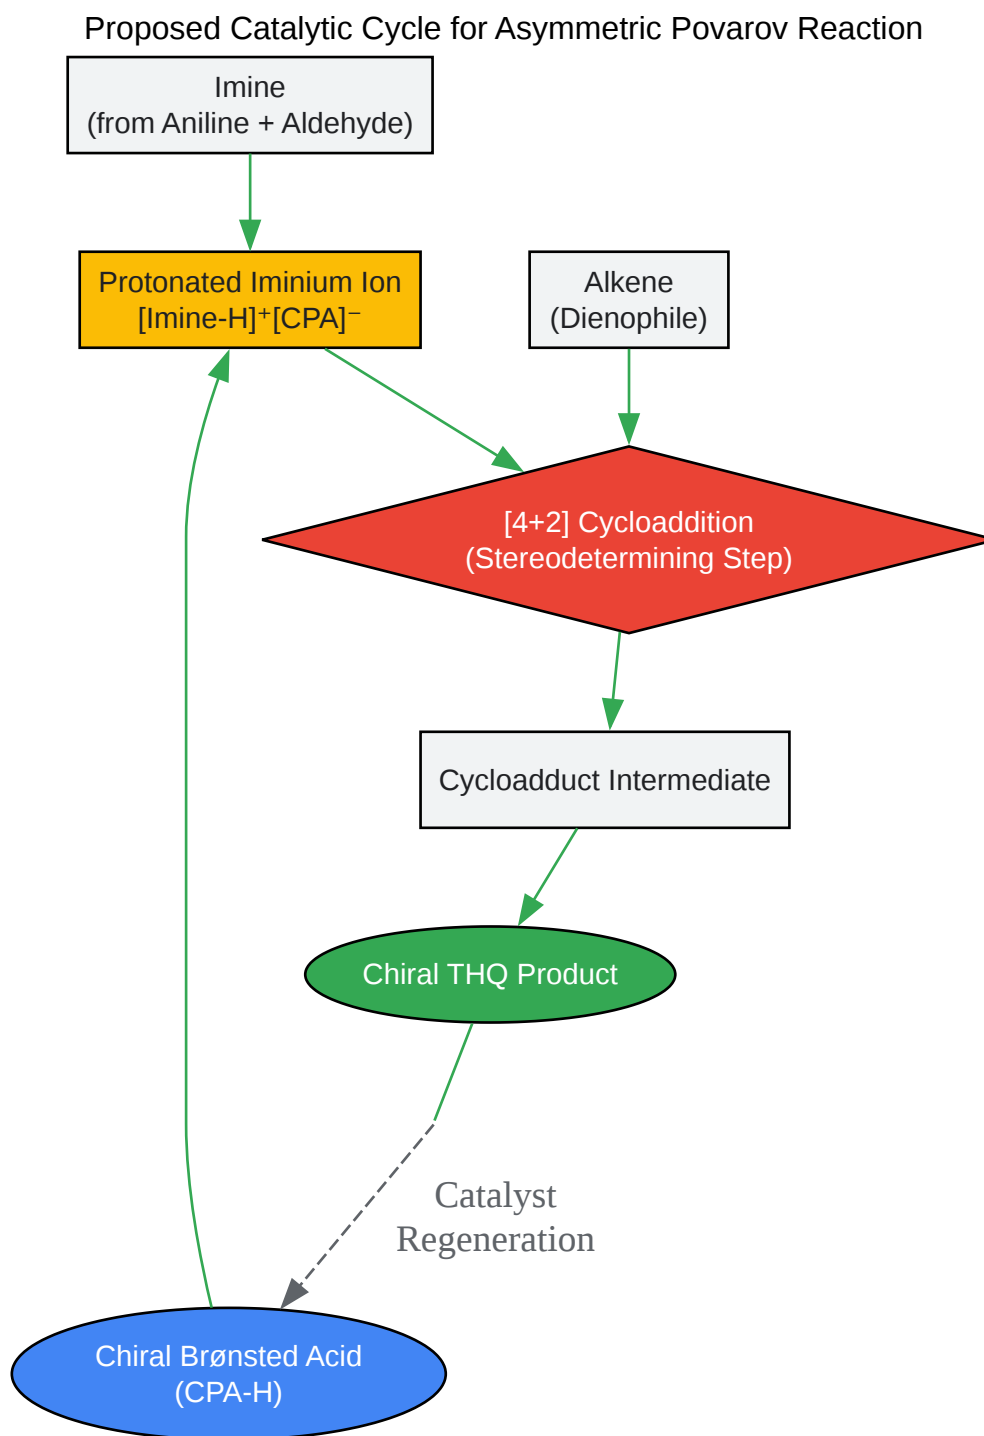 Proposed Catalytic Cycle for Asymmetric Povarov Reaction
Imine
(from Aniline + Aldehyde)
Protonated Iminium Ion
[Imine-H]⁺[CPA]⁻
Alkene
(Dienophile)
[4+2] Cycloaddition
(Stereodetermining Step)
Cycloadduct Intermediate
Chiral THQ Product
Catalyst
Regeneration
Chiral Brønsted Acid
(CPA-H)